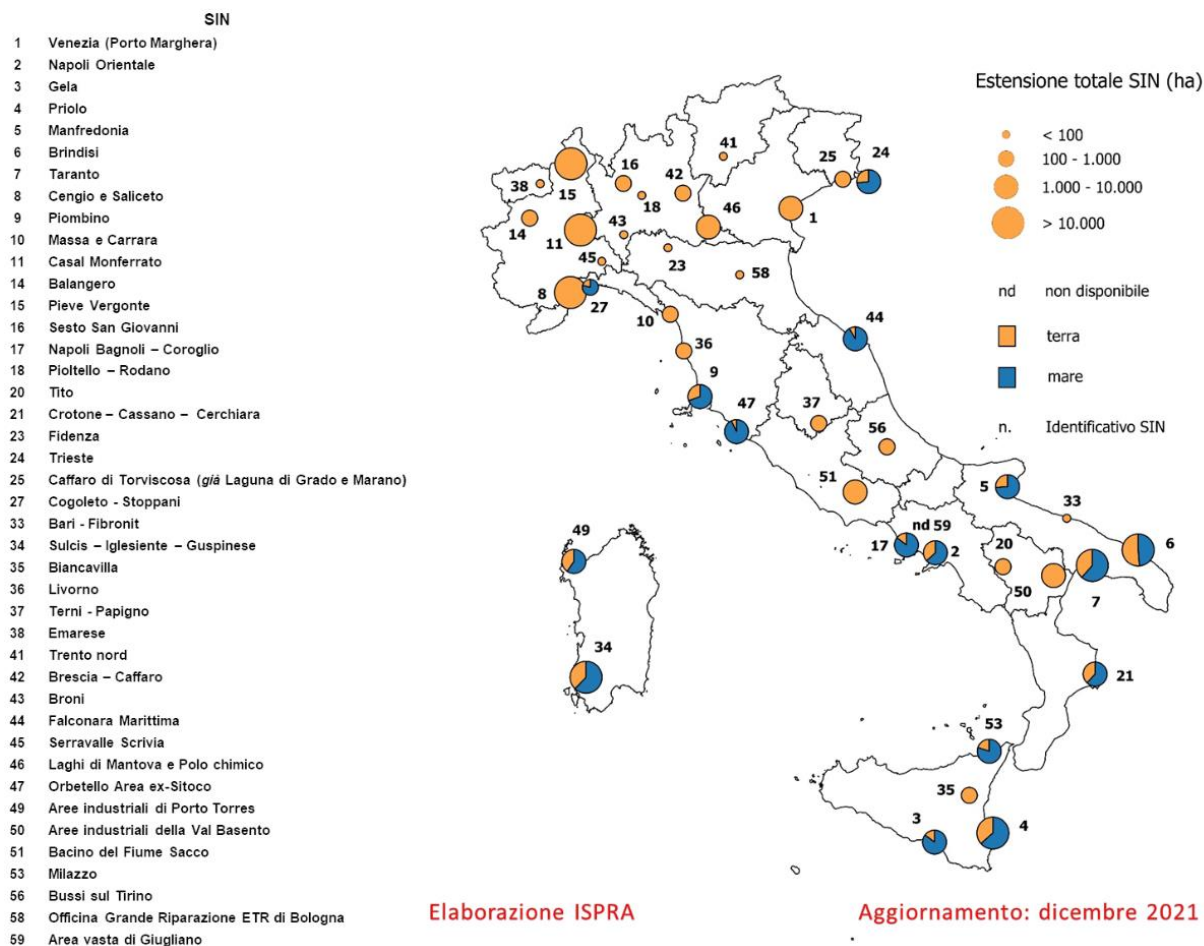 SIN
1 Venezia (Porto Marghera)
2 Napoli Orientale
3 Gela
4 Priolo
5 Manfredonia
6 Brindisi
7 Taranto
8 Cengio e Saliceto
9 Piombino
10 Massa e Carrara
11 Casal Monferrato
14 Balangero
15 Pieve Vergonte
16 Sesto San Giovanni
17 Napoli Bagnoli – Coroglio
18 Pioltello – Rodano
20 Tito
21 Crotone – Cassano – Cerchiara
23 Fidenza
24 Trieste
25 Caffaro di Torviscosa (già Laguna di Grado e Marano)
27 Cogoleto - Stoppani
33 Bari - Fibronit
34 Sulcis – Iglesiente – Guspinese
35 Biancavilla
36 Livorno
37 Terni - Papigno
38 Emarese
41 Trento nord
42 Brescia – Caffaro
43 Broni
44 Falconara Marittima
45 Serravalle Scrivia
46 Laghi di Mantova e Polo chimico
47 Orbetello Area ex-Sitoco
49 Aree industriali di Porto Torres
50 Aree industriali della Val Basento
51 Bacino del Fiume Sacco
53 Milazzo
56 Bussi sul Tirino
58 Officina Grande Riparazione ETR di Bologna
59 Area vasta di Giugliano
Estensione totale SIN (ha)
< 100
100 - 1.000
1.000 - 10.000
> 10.000
nd non disponibile
terra
mare
n. Identificativo SIN
41
24
25
16
42
38
15
18
46
1
14
43
11
23
45
58
8
27
10
44
36
9
47
37
56
51
5
33
49
nd 59
17
2
20
6
50
7
34
21
53
35
3
4
Elaborazione ISPRA
Aggiornamento: dicembre 2021